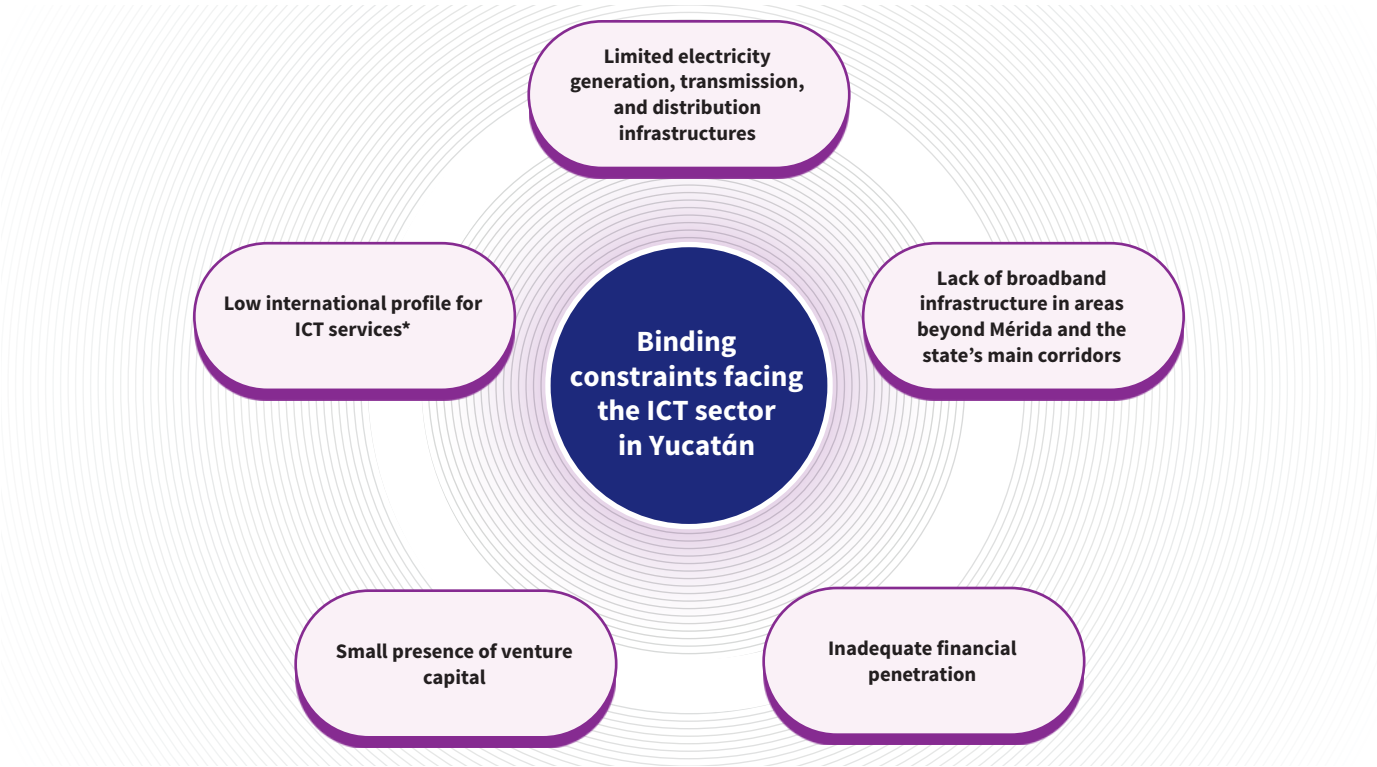 Limited electricity
generation, transmission,
and distribution
infrastructures
Low international profile for
ICT services*
Binding
constraints facing
the ICT sector
in Yucatán
Lack of broadband
infrastructure in areas
beyond Mérida and the
state’s main corridors
Small presence of venture
capital
Inadequate financial
penetration